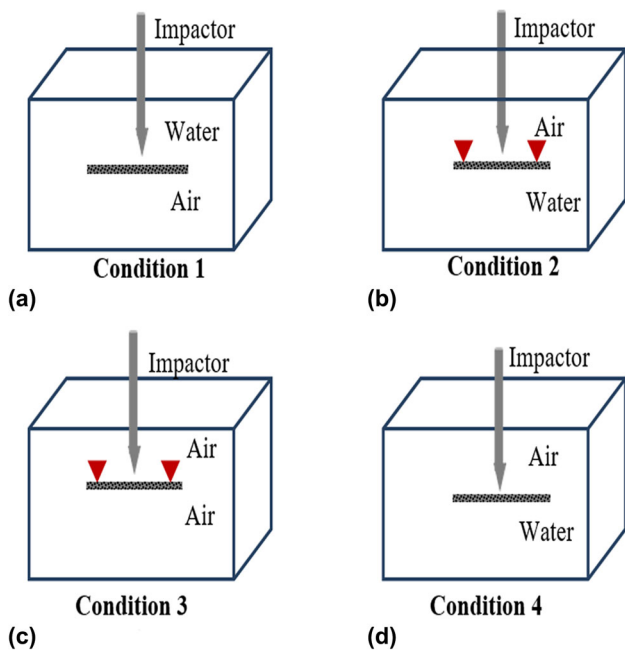 Impactor
Water
Air
Condition 1
(a)
Impactor
Air
Water
Condition 2
(b)
Impactor
Air
Air
Condition 3
(c)
Impactor
Air
Water
Condition 4
(d)